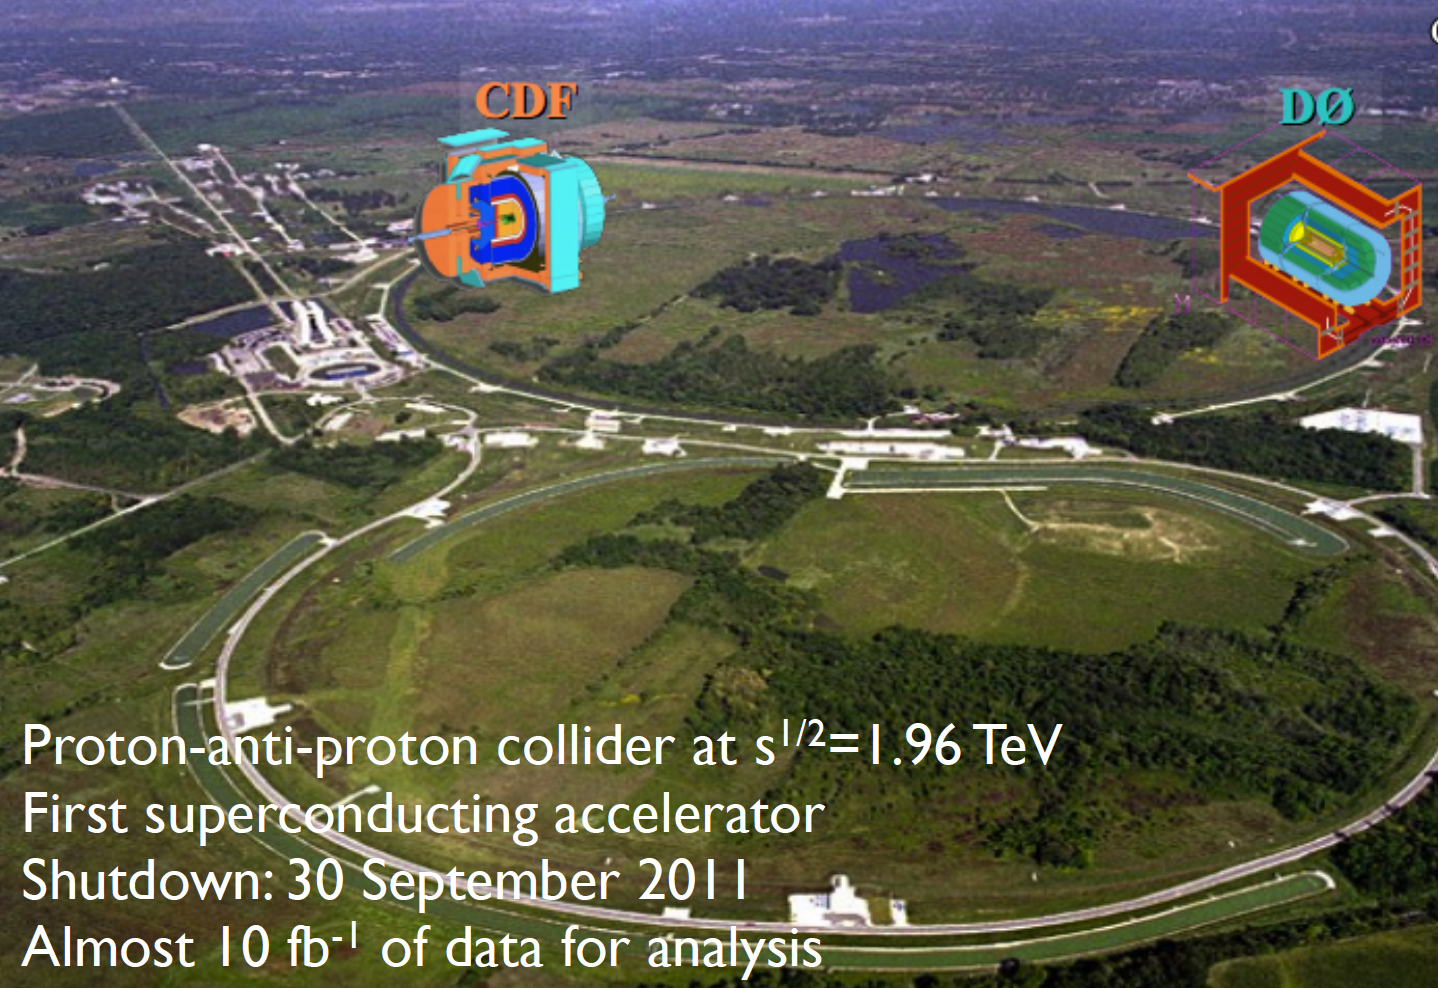 CDF
DØ
Proton-anti-proton collider at s^1/2=1.96 TeV
First superconducting accelerator
Shutdown: 30 September 2011
Almost 10 fb^-1 of data for analysis